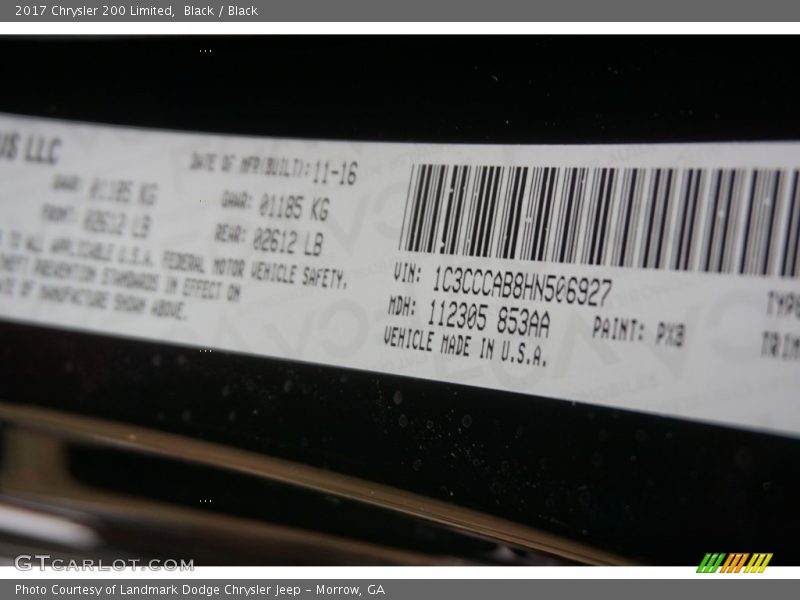 2017 Chrysler 200 Limited,  Black / Black
US LLC
DATE OF MFR(BUILT): 11-16
GAWR: 01185 KG GAWR: 01185 KG
FRONT: 02612 LB REAR: 02612 LB
TO ALL APPLICABLE U.S.A. FEDERAL MOTOR VEHICLE SAFETY,
THEFT PREVENTION STANDARDS IN EFFECT ON
DATE OF MANUFACTURE SHOWN ABOVE.
VIN: 1C3CCCAB8HN506927
MDH: 112305 853AA PAINT: PX8
VEHICLE MADE IN U.S.A.
TYPE
TRIM
GTCARLOT.COM
Photo Courtesy of Landmark Dodge Chrysler Jeep – Morrow, GA